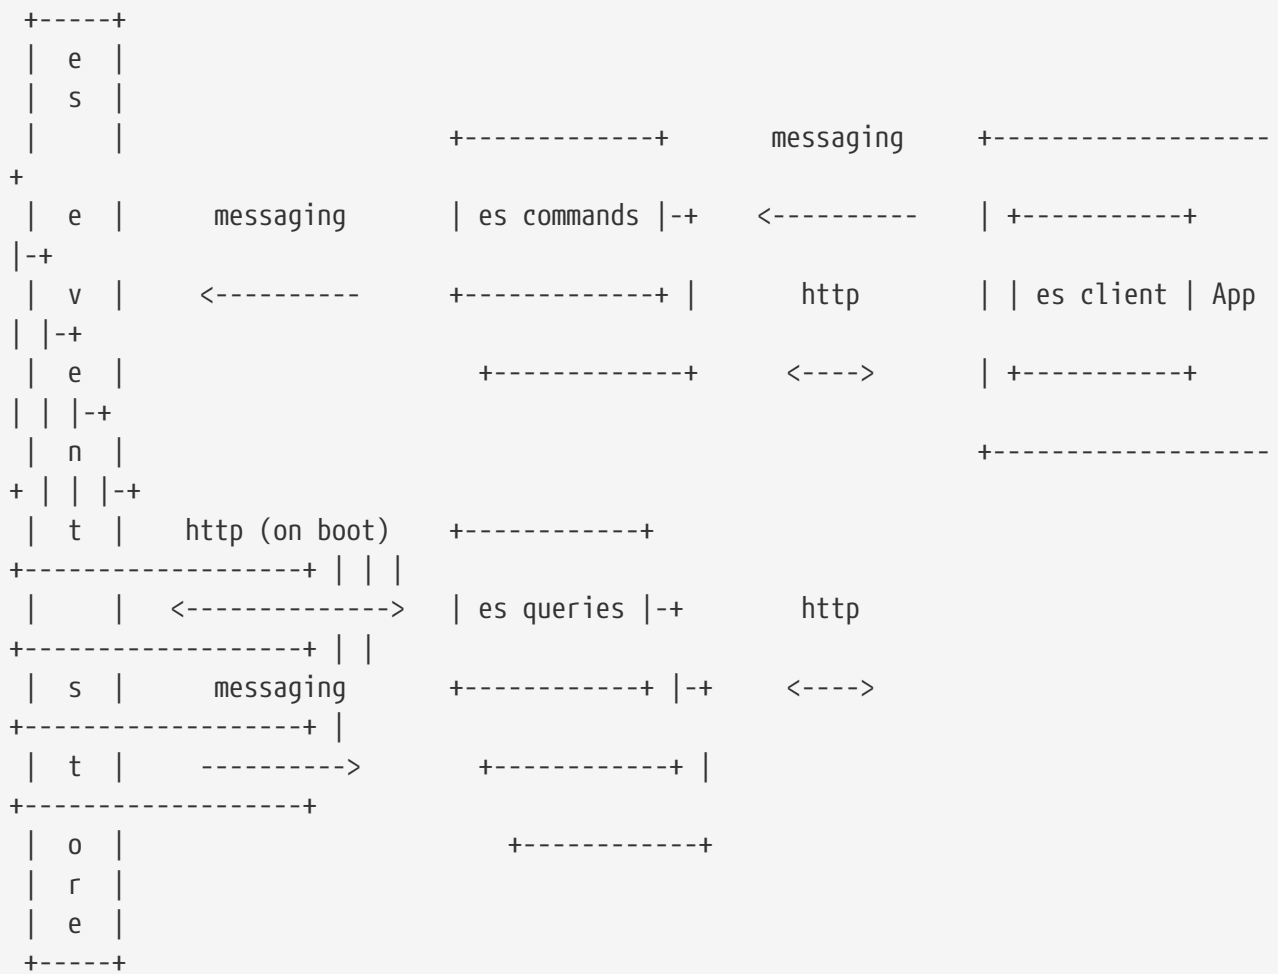 +-----+
 |  e  |
 |  s  |
 |     |                      +-------------+       messaging     +-------------------
+
 |  e  |      messaging       | es commands |-+    <----------    | +-----------+
|-+
 |  v  |     <----------      +-------------+ |       http        | | es client | App
| |-+
 |  e  |                        +-------------+      <---->       | +-----------+
| | |-+
 |  n  |                                                          +-------------------
+ | | |-+
 |  t  |    http (on boot)    +------------+
+-------------------+ | | |
 |     |   <-------------->   | es queries |-+        http
+-------------------+ | |
 |  s  |      messaging       +------------+ |-+     <---->
+-------------------+ |
 |  t  |     ---------->        +------------+ |
+-------------------+
 |  o  |                          +------------+
 |  r  |
 |  e  |
 +-----+